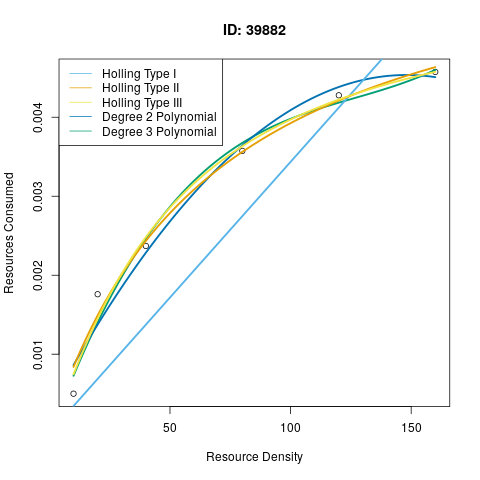 ID: 39882
Holling Type I
Holling Type II
Holling Type III
Degree 2 Polynomial
Degree 3 Polynomial
Resources Consumed
0.004
0.003
0.002
0.001
50
100
150
Resource Density